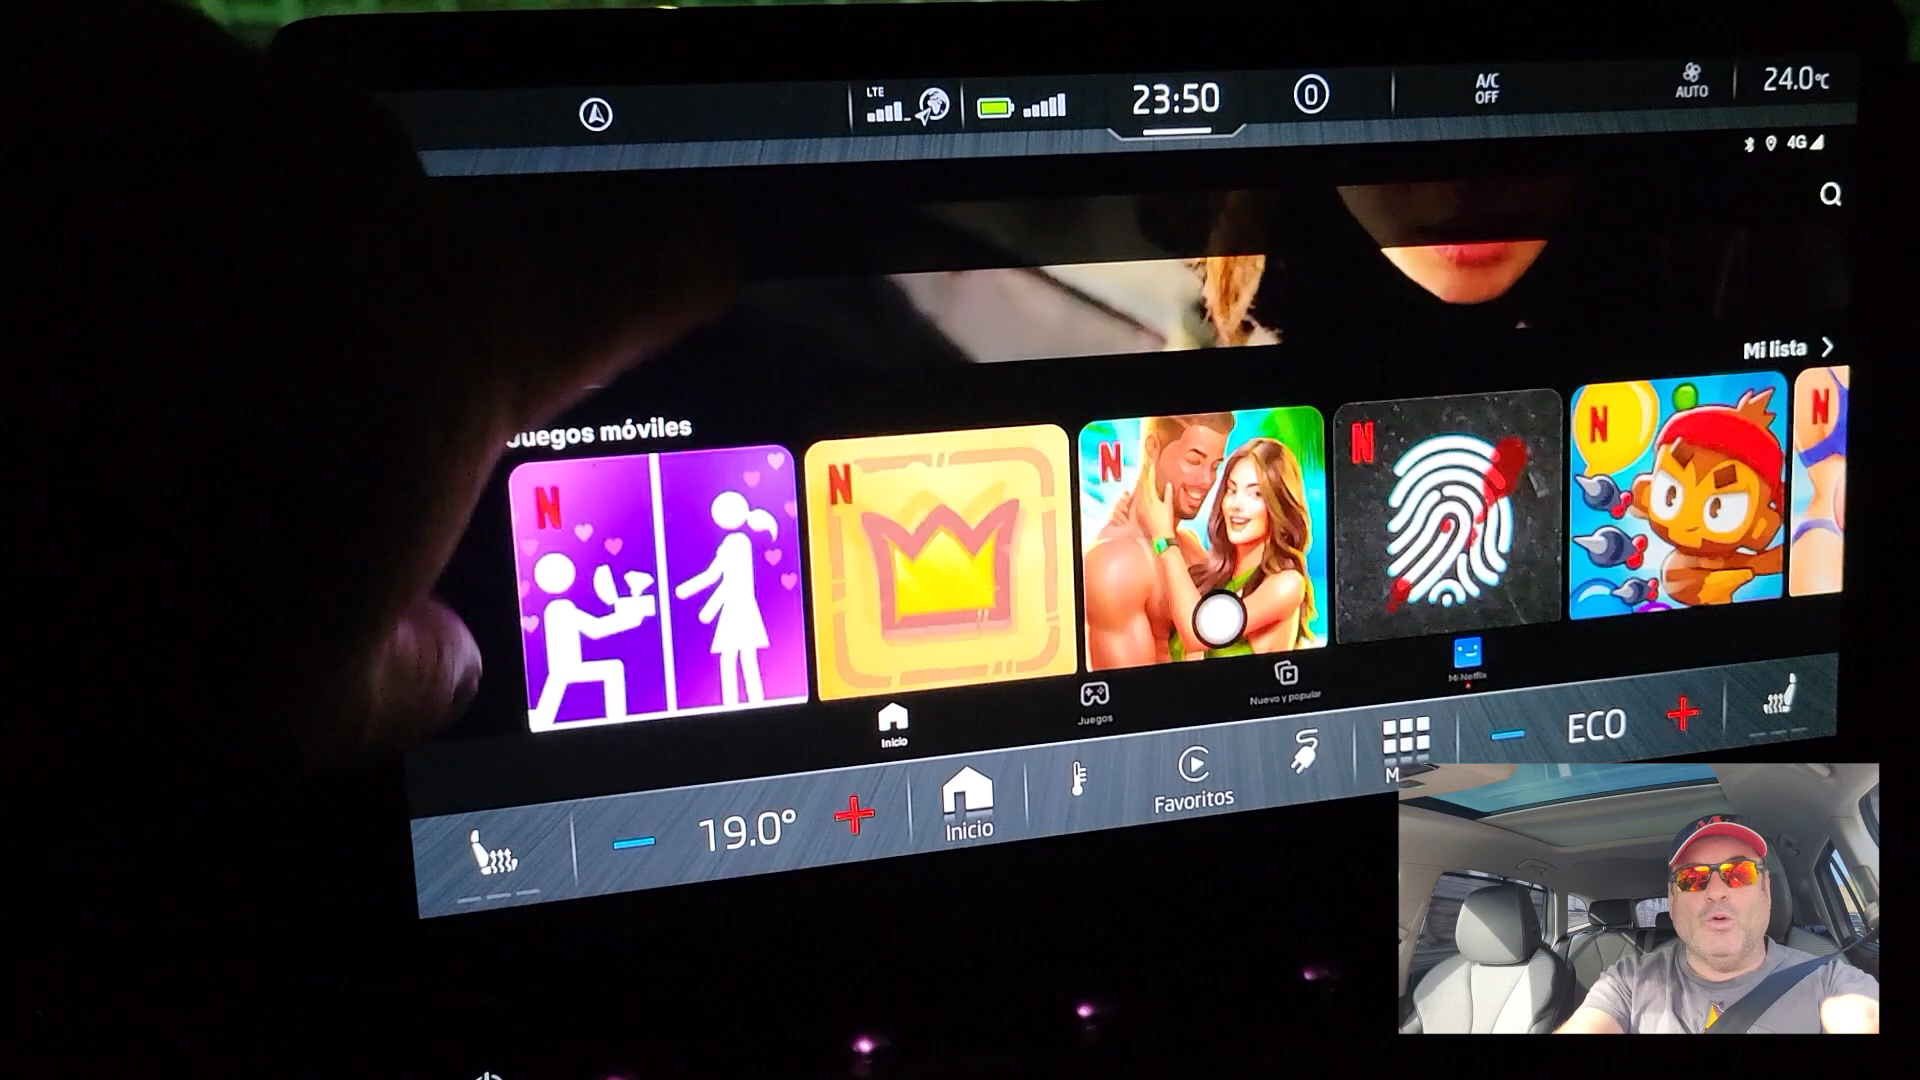 LTE
23:50
0
A/C
OFF
AUTO
24.0°C
4G
Mi lista
Juegos móviles
N
N
N
N
N
N
Inicio
Juegos
Nuevo y popular
Mi Netflix
19.0°
Inicio
Favoritos
M
ECO